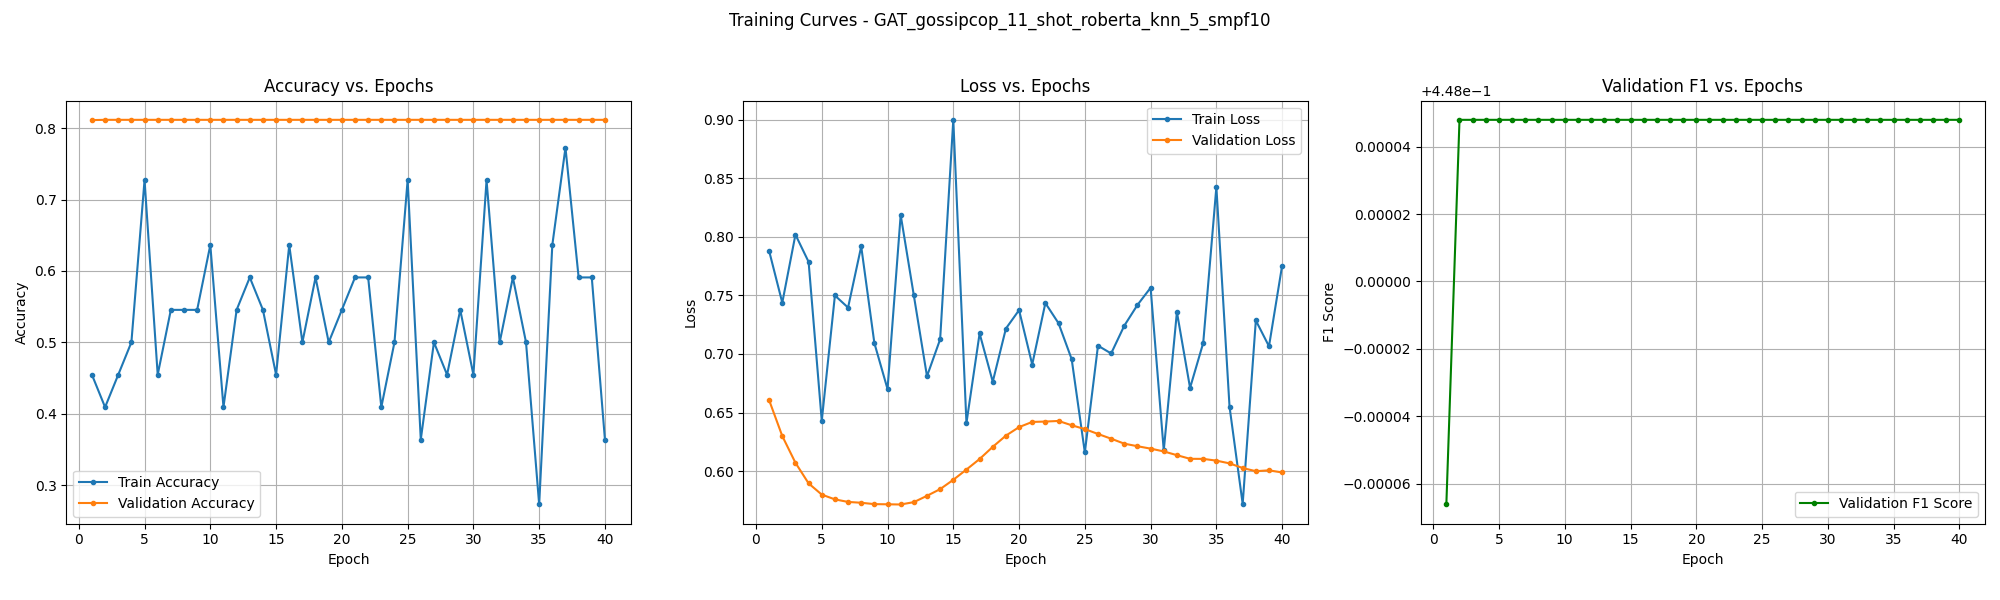 Training Curves - GAT_gossipcop_11_shot_roberta_knn_5_smpf10
Accuracy vs. Epochs
Accuracy
0.8
0.7
0.6
0.5
0.4
0.3
Train Accuracy
Validation Accuracy
0 5 10 15 20 25 30 35 40
Epoch
Loss vs. Epochs
Loss
0.90
0.85
0.80
0.75
0.70
0.65
0.60
Train Loss
Validation Loss
0 5 10 15 20 25 30 35 40
Epoch
Validation F1 vs. Epochs
+4.48e−1
F1 Score
0.00004
0.00002
0.00000
−0.00002
−0.00004
−0.00006
Validation F1 Score
0 5 10 15 20 25 30 35 40
Epoch